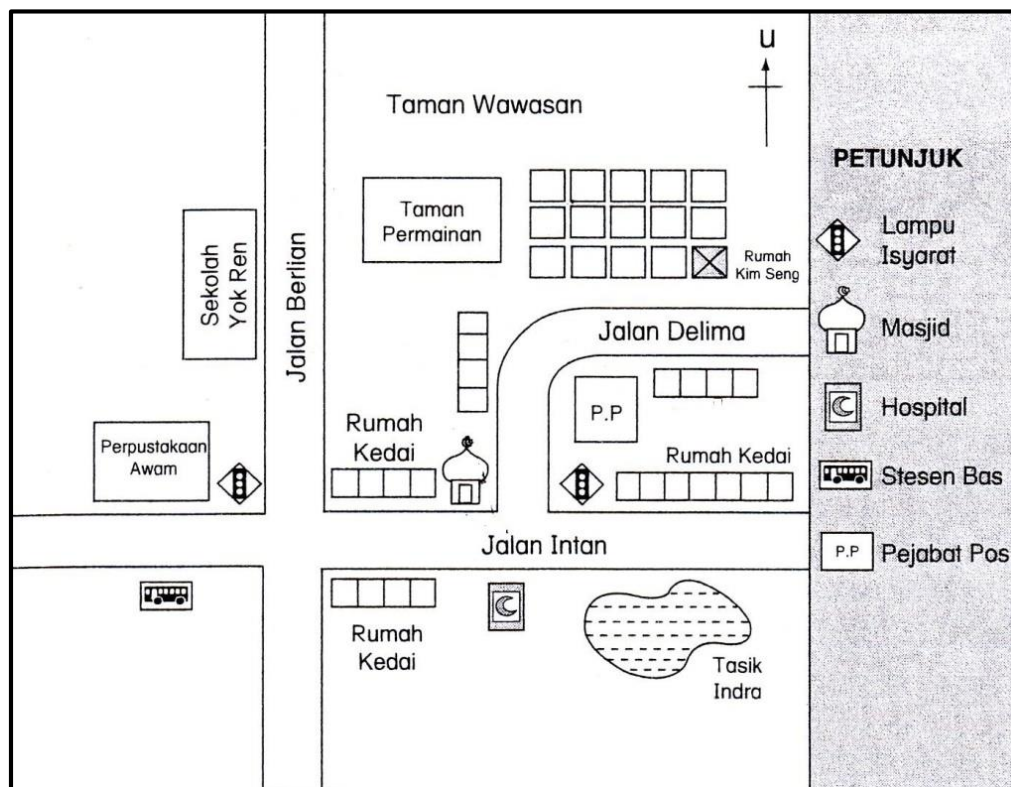 u
Taman Wawasan
Taman
Permainan
Rumah
Kim Seng
Sekolah
Yok Ren
Jalan Berlian
Jalan Delima
P.P
Rumah
Kedai
Rumah Kedai
Perpustakaan
Awam
Jalan Intan
Rumah
Kedai
Tasik
Indra
PETUNJUK
Lampu
Isyarat
Masjid
Hospital
Stesen Bas
P.P
Pejabat Pos